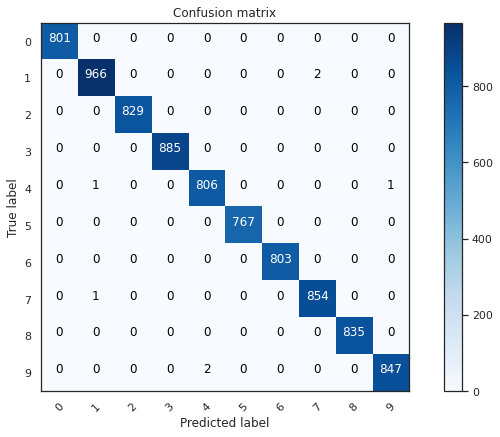 Confusion matrix
0 801 0 0 0 0 0 0 0 0 0
1 0 966 0 0 0 0 0 2 0 0
2 0 0 829 0 0 0 0 0 0 0
3 0 0 0 885 0 0 0 0 0 0
4 0 1 0 0 806 0 0 0 0 1
5 0 0 0 0 0 767 0 0 0 0
6 0 0 0 0 0 0 803 0 0 0
7 0 1 0 0 0 0 0 854 0 0
8 0 0 0 0 0 0 0 0 835 0
9 0 0 0 0 2 0 0 0 0 847
0 1 2 3 4 5 6 7 8 9
True label
Predicted label
800
600
400
200
0